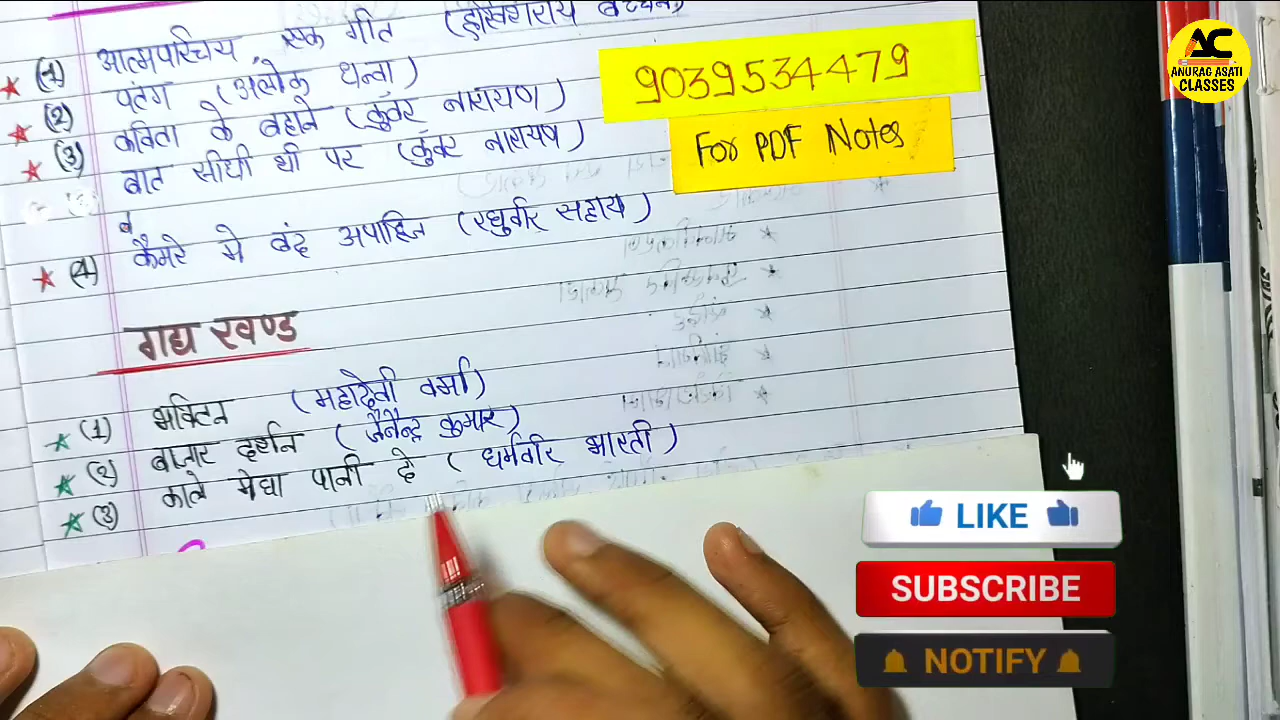 (1) आत्मपरिचय एक गीत (हरिवंशराय बच्चन)
(2) पतंग (अलोक धन्वा)
(3) कविता के बहाने (कुंवर नारायण)
बात सीधी थी पर (कुंवर नारायण)
(4) कैमरे मे बंद अपाहिज (रघुवीर सहाय)
गद्य खण्ड
(1) भक्तिन (महादेवी वर्मा)
(2) बाजार दर्शन (जैनेन्द्र कुमार)
(3) काले मेघा पानी दे (धर्मवीर भारती)
9039534479
For PDF Notes
AC
ANURAG ASATI
CLASSES
LIKE
SUBSCRIBE
NOTIFY